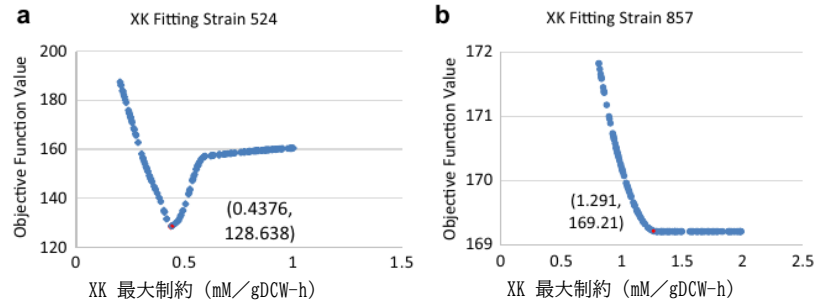 a
XK Fitting Strain 524
Objective Function Value
200
180
160
140
120
(0.4376,
128.638)
0
0.5
1
1.5
XK 最大制約 (mM／gDCW-h)
b
XK Fitting Strain 857
Objective Function Value
172
171
170
169
(1.291,
169.21)
0
0.5
1
1.5
2
2.5
XK 最大制約 (mM／gDCW-h)